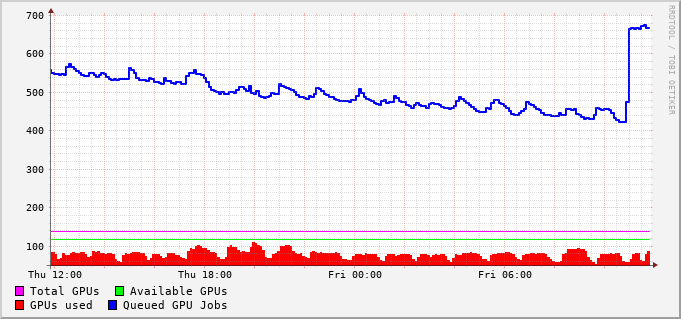 700
600
500
400
300
200
100
Thu 12:00 Thu 18:00 Fri 00:00 Fri 06:00
Total GPUs Available GPUs
GPUs used Queued GPU Jobs
RRDTOOL / TOBI OETIKER